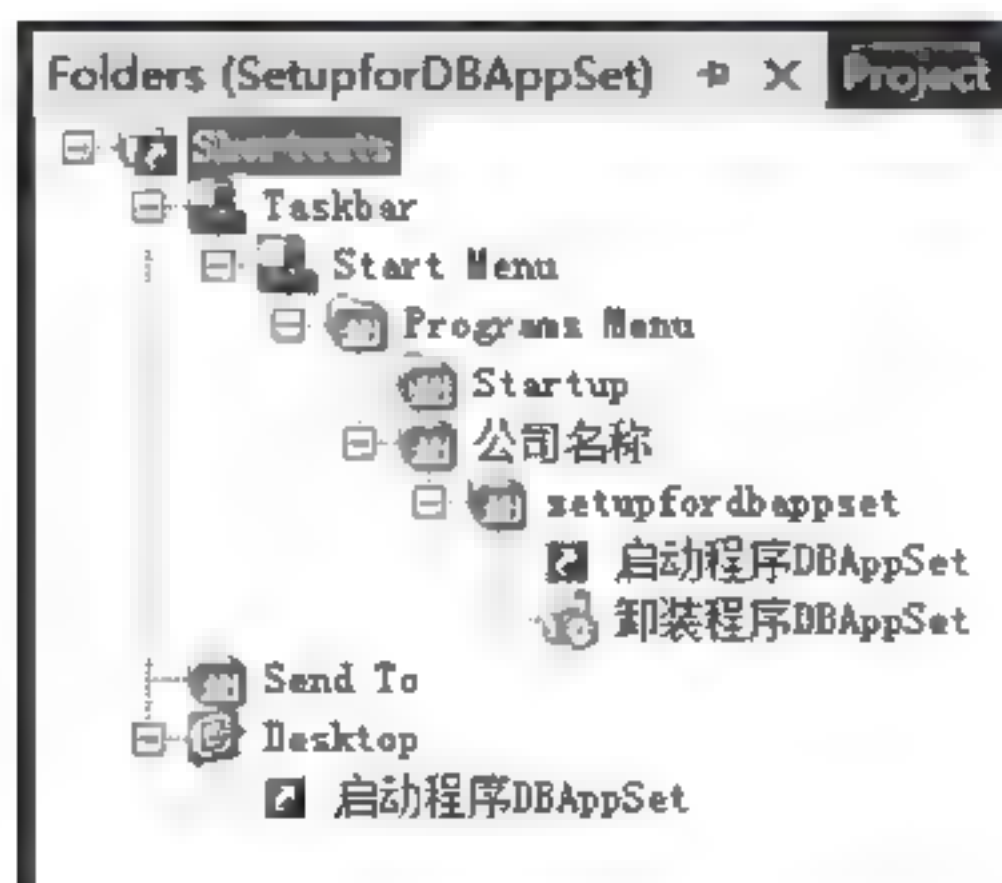 Folders (SetupforDBAppSet) Project
Shortcuts
Taskbar
Start Menu
Programs Menu
Startup
公司名称
setupfordbappset
启动程序DBAppSet
卸装程序DBAppSet
Send To
Desktop
启动程序DBAppSet